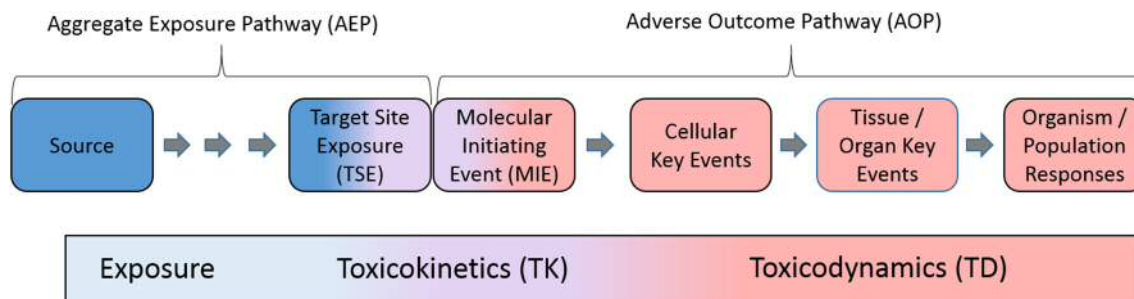 Aggregate Exposure Pathway (AEP)
Adverse Outcome Pathway (AOP)
Source
Target Site
Exposure
(TSE)
Molecular
Initiating
Event (MIE)
Cellular
Key Events
Tissue /
Organ Key
Events
Organism /
Population
Responses
Exposure
Toxicokinetics (TK)
Toxicodynamics (TD)